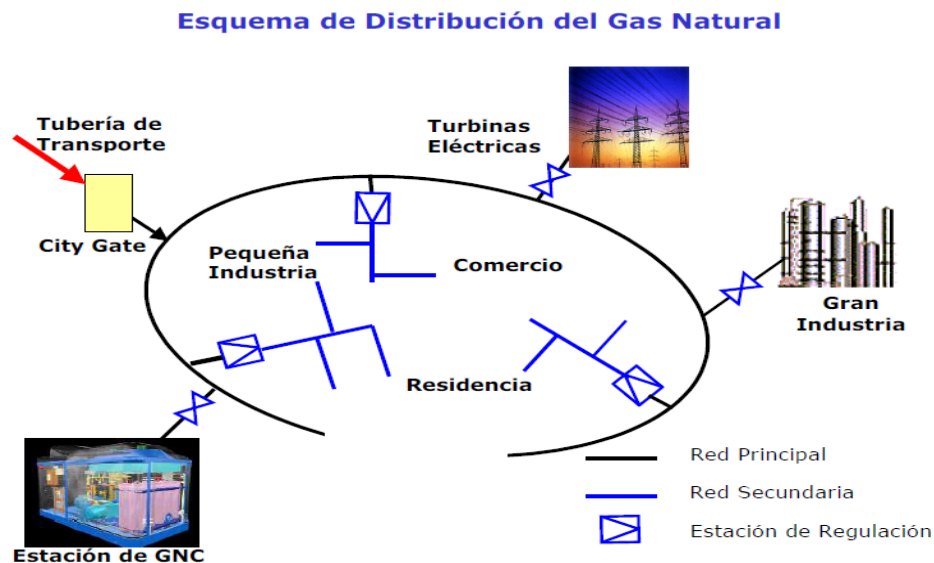 Esquema de Distribución del Gas Natural
Tubería de
Transporte
City Gate
Turbinas
Eléctricas
Pequeña
Industria
Comercio
Gran
Industria
Residencia
Estación de GNC
Red Principal
Red Secundaria
Estación de Regulación